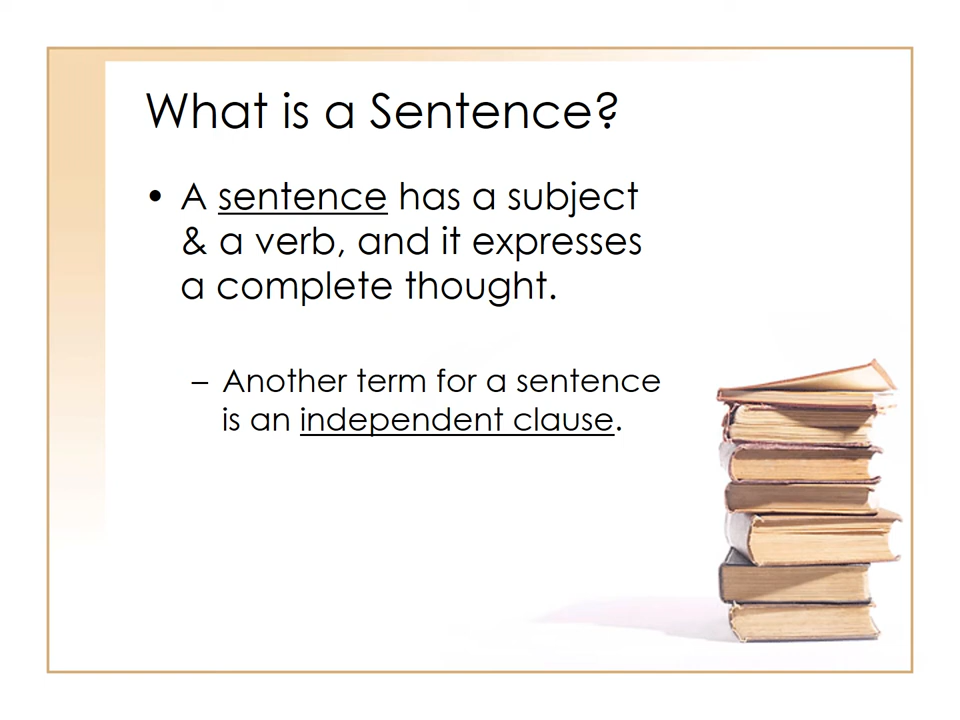 What is a Sentence?
• A sentence has a subject
& a verb, and it expresses
a complete thought.
– Another term for a sentence
is an independent clause.